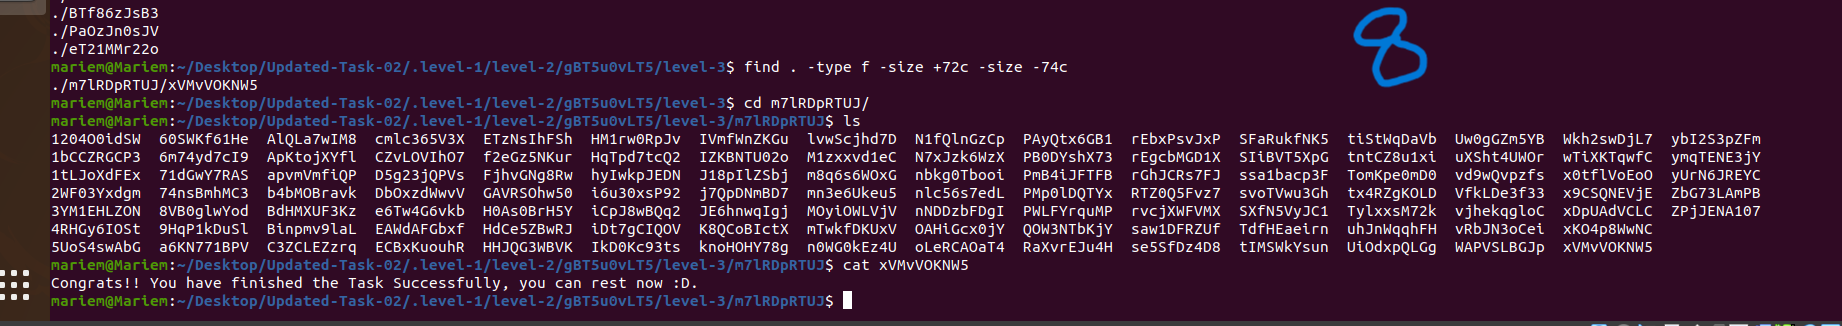 ./BTf86zJsB3
./PaOzJn0sJV
./eT21MMr22o
mariem@Mariem:~/Desktop/Updated-Task-02/.level-1/level-2/gBT5u0vLT5/level-3$ find . -type f -size +72c -size -74c
./m7lRDpRTUJ/xVMvVOKNW5
mariem@Mariem:~/Desktop/Updated-Task-02/.level-1/level-2/gBT5u0vLT5/level-3$ cd m7lRDpRTUJ/
mariem@Mariem:~/Desktop/Updated-Task-02/.level-1/level-2/gBT5u0vLT5/level-3/m7lRDpRTUJ$ ls
1204O0idSW 60SWKf61He AlQLa7wIM8 cmlc365V3X ETzNsIhFSh HM1rw0RpJv IVmfWnZKGu lvwScjhd7D N1fQlnGzCp PAyQtx6GB1 rEbxPsvJxP SFaRukfNK5 tiStWqDaVb Uw0gGZm5YB Wkh2swDjL7 ybI2S3pZFm
1bCCZRGCP3 6m74yd7cI9 ApKtojXYfl CZvLOVIhO7 f2eGz5NKur HqTpd7tcQ2 IZKBNTU02o M1zxxvd1eC N7xJzk6WzX PB0DYshX73 rEgcbMGD1X SIiBVT5XpG tntCZ8u1xi uXSht4UWOr wTiXKTqwfC ymqTENE3jY
1tLJoXdFEx 71dGwY7RAS apvmVmfiQP D5g23jQPVs FjhvGNg8Rw hyIwkpJEDN J18pIlZSbj m8q6s6WOxG nbkg0Tbooi PmB4iJFTFB rGhJCRs7FJ ssa1bacp3F TomKpe0mD0 vd9wQvpzfs x0tflVoEoO yUrN6JREYC
2WF03Yxdgm 74nsBmhMC3 b4bMOBravk DbOxzdWwvV GAVRSOhw50 i6u30xsP92 j7QpDNmBD7 mn3e6Ukeu5 nlc56s7edL PMp0lDQTYx RTZ0Q5Fvz7 svoTVwu3Gh tx4RZgKOLD VfkLDe3f33 x9CSQNEVjE ZbG73LAmPB
3YM1EHLZON 8VB0glwYod BdHMXUF3Kz e6Tw4G6vkb H0As0BrH5Y iCpJ8wBQq2 JE6hnwqIgj MOyiOWLVjV nNDDzbFDgI PWLFYrquMP rvcjXWFVMX SXfN5VyJC1 TylxxsM72k vjhekqgloC xDpUAdVCLC ZPjJENA107
4RHGy6IOSt 9HqP1kDuSl Binpmv9laL EAWdAFGbxf HdCe5ZBwRJ iDt7gCIQOV K8QCoBIctX mTwkfDKUxV OAHiGcx0jY QOW3NTbKjY saw1DFRZUf TdfHEaeirn uhJnWqqhFH vRbJN3oCei xKO4p8WwNC
5UoS4swAbG a6KN771BPV C3ZCLEZzrq ECBxKuouhR HHJQG3WBVK IkD0Kc93ts knoHOHY78g n0WG0kEz4U oLeRCAOaT4 RaXvrEJu4H se5SfDz4D8 tIMSWkYsun UiOdxpQLGg WAPVSLBGJp xVMvVOKNW5
mariem@Mariem:~/Desktop/Updated-Task-02/.level-1/level-2/gBT5u0vLT5/level-3/m7lRDpRTUJ$ cat xVMvVOKNW5
Congrats!! You have finished the Task Successfully, you can rest now :D.
mariem@Mariem:~/Desktop/Updated-Task-02/.level-1/level-2/gBT5u0vLT5/level-3/m7lRDpRTUJ$
8